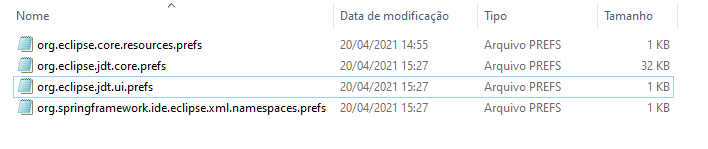 Nome Data de modificação Tipo Tamanho
org.eclipse.core.resources.prefs 20/04/2021 14:55 Arquivo PREFS 1 KB
org.eclipse.jdt.core.prefs 20/04/2021 15:27 Arquivo PREFS 32 KB
org.eclipse.jdt.ui.prefs 20/04/2021 15:27 Arquivo PREFS 1 KB
org.springframework.ide.eclipse.xml.namespaces.prefs 20/04/2021 15:27 Arquivo PREFS 1 KB